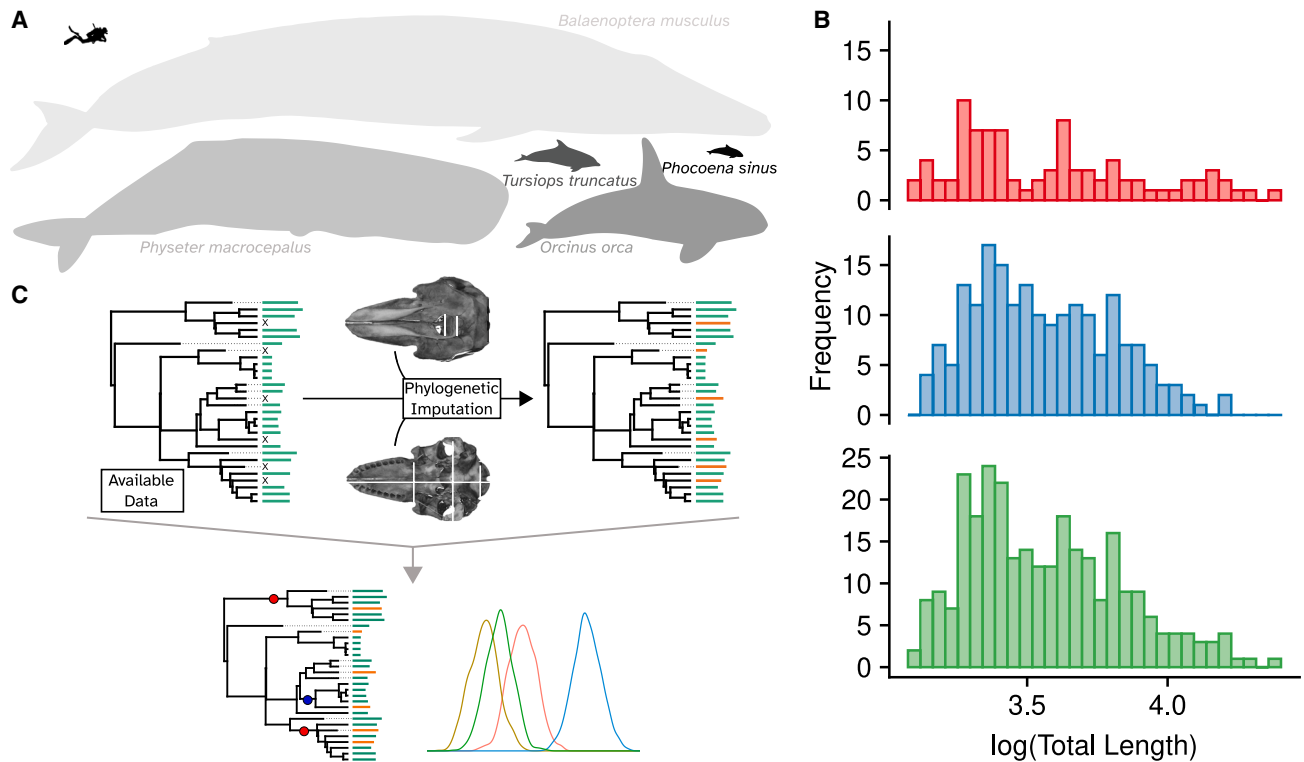 A
Balaenoptera musculus
Tursiops truncatus
Phocoena sinus
Physeter macrocepalus
Orcinus orca
B
15
10
5
0
15
10
5
0
25
20
15
10
5
0
Frequency
3.5
4.0
log(Total Length)
C
X
X
X
X
X
X
Available
Data
Phylogenetic
Imputation